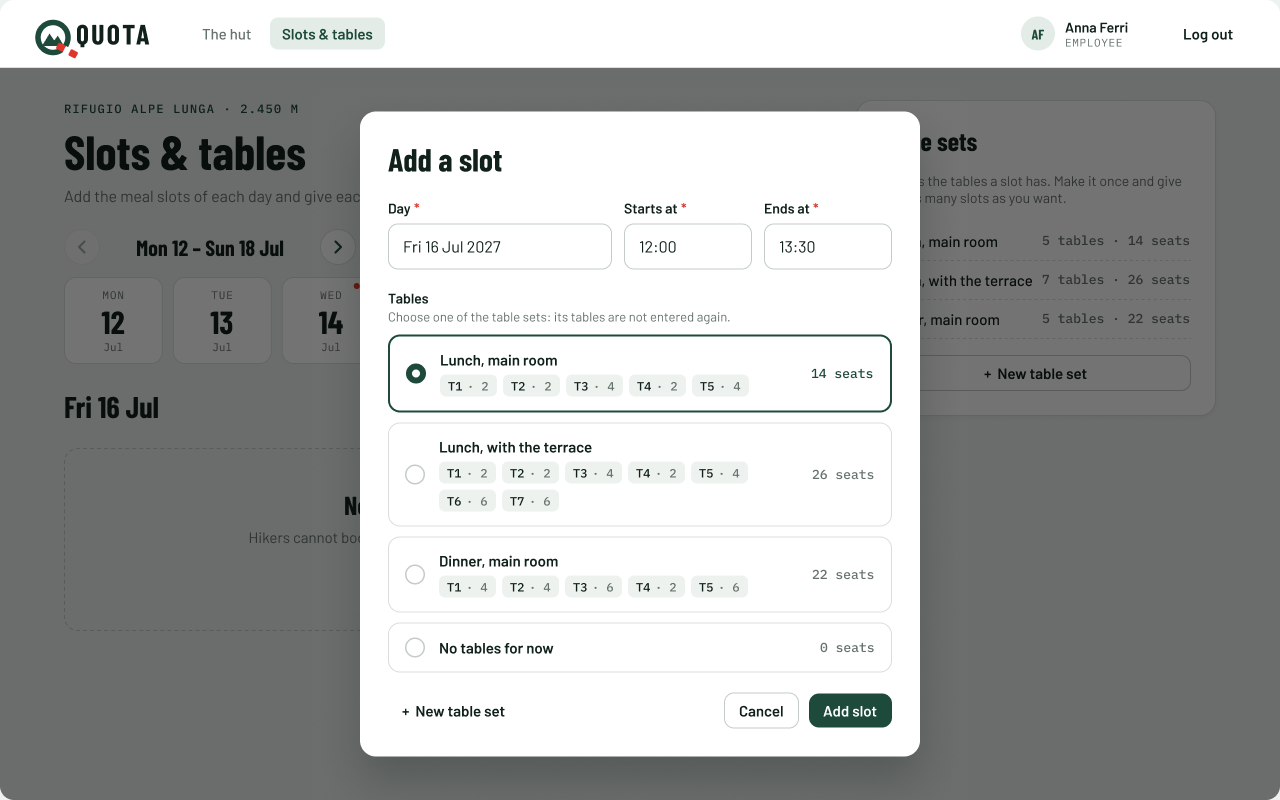 QUOTA
The hut
Slots & tables
AF
Anna Ferri
EMPLOYEE
Log out
RIFUGIO ALPE LUNGA · 2.450 M
Slots & tables
Add the meal slots of each day and give eac
Mon 12 – Sun 18 Jul
MON
12
Jul
TUE
13
Jul
WED
14
Jul
Fri 16 Jul
Hikers cannot boo
Add a slot
Day *
Starts at *
Ends at *
Fri 16 Jul 2027
12:00
13:30
Tables
Choose one of the table sets: its tables are not entered again.
Lunch, main room
T1 · 2 T2 · 2 T3 · 4 T4 · 2 T5 · 4
14 seats
Lunch, with the terrace
T1 · 2 T2 · 2 T3 · 4 T4 · 2 T5 · 4
T6 · 6 T7 · 6
26 seats
Dinner, main room
T1 · 4 T2 · 4 T3 · 6 T4 · 2 T5 · 6
22 seats
No tables for now
0 seats
+ New table set
Cancel
Add slot
e sets
s the tables a slot has. Make it once and give
many slots as you want.
, main room 5 tables · 14 seats
, with the terrace 7 tables · 26 seats
r, main room 5 tables · 22 seats
+ New table set